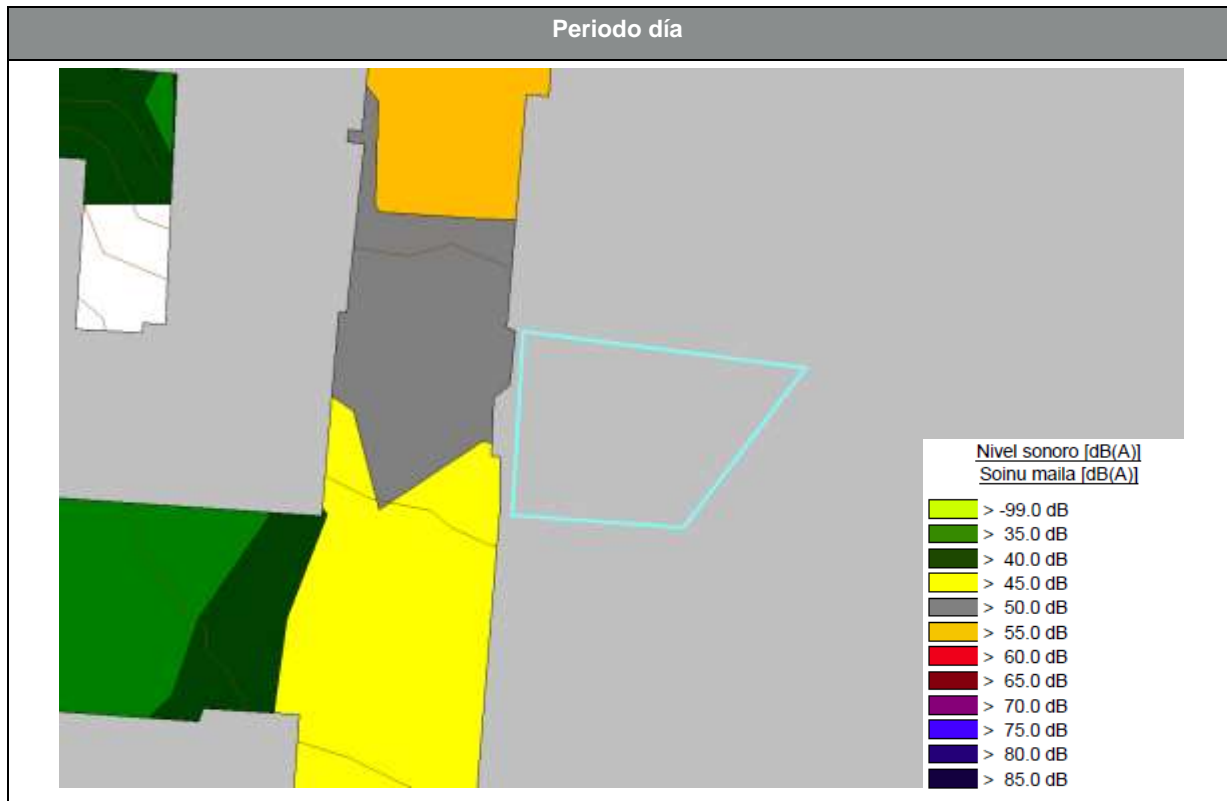 Periodo día
Nivel sonoro [dB(A)]
Soinu maila [dB(A)]
> -99.0 dB
> 35.0 dB
> 40.0 dB
> 45.0 dB
> 50.0 dB
> 55.0 dB
> 60.0 dB
> 65.0 dB
> 70.0 dB
> 75.0 dB
> 80.0 dB
> 85.0 dB